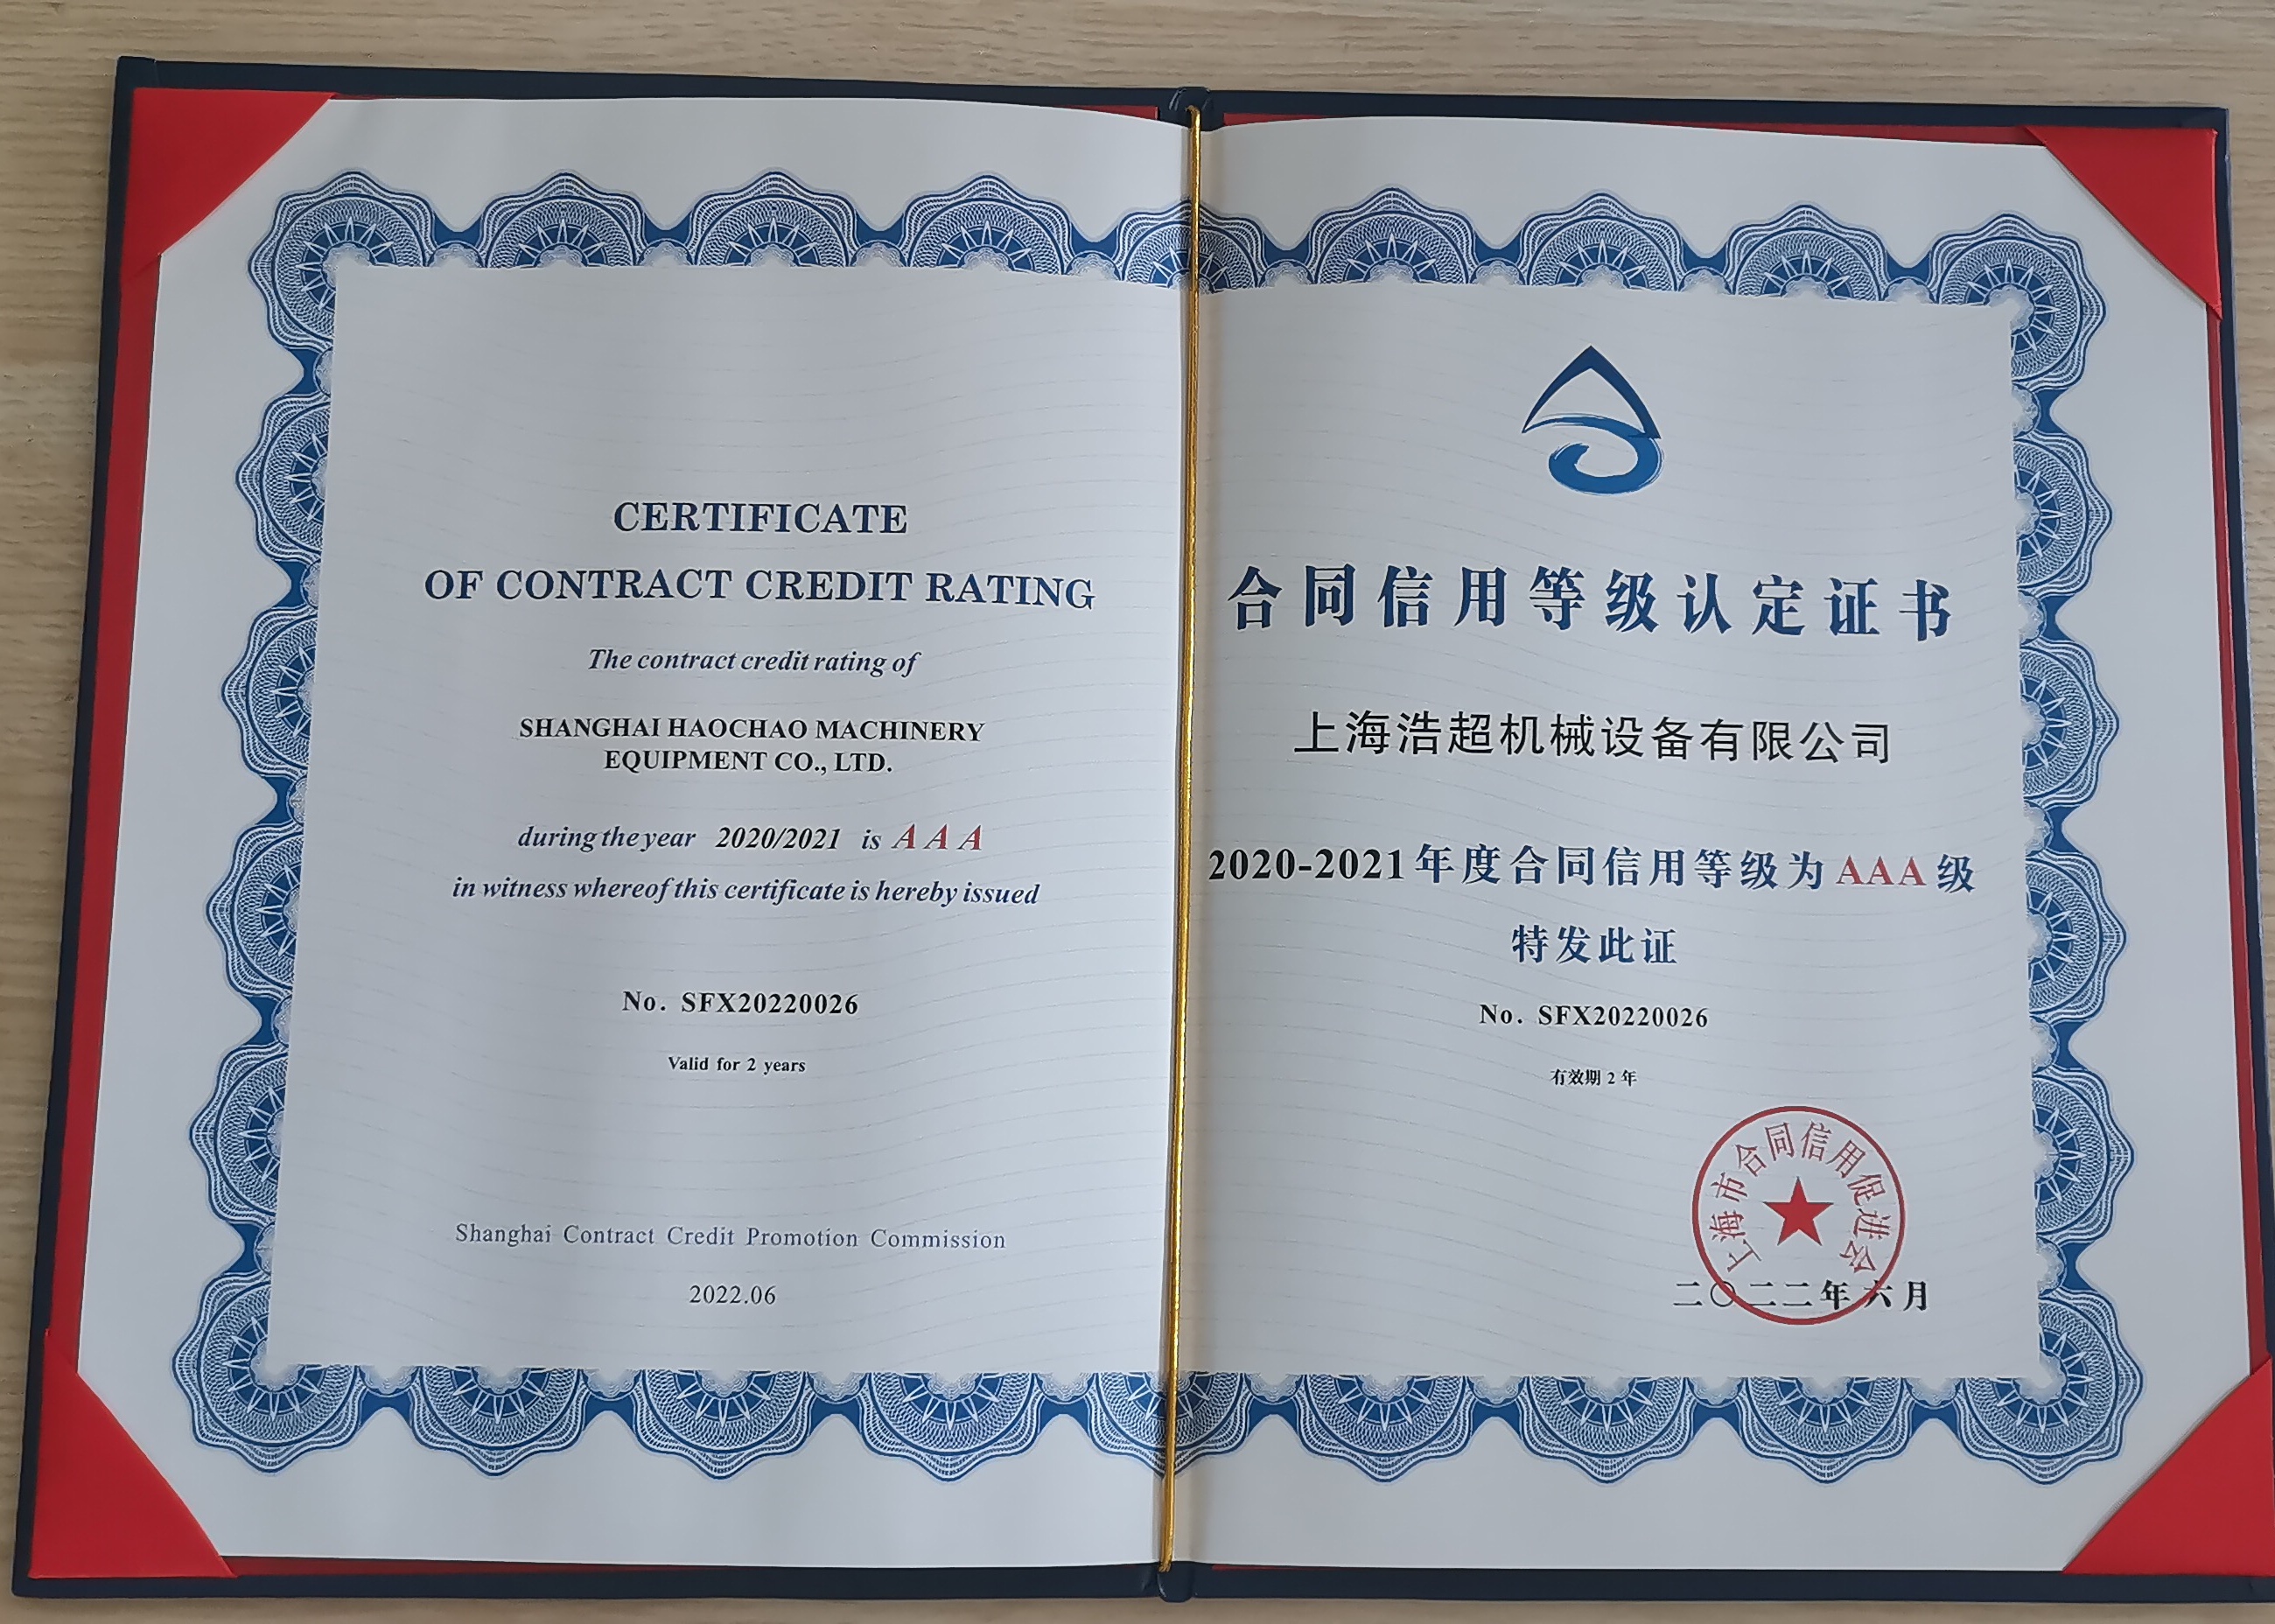 CERTIFICATE
OF CONTRACT CREDIT RATING
The contract credit rating of
SHANGHAI HAOCHAO MACHINERY
EQUIPMENT CO., LTD.
during the year 2020/2021 is A A A
in witness whereof this certificate is hereby issued
No. SFX20220026
Valid for 2 years
Shanghai Contract Credit Promotion Commission
2022.06
合同信用等级认定证书
上海浩超机械设备有限公司
2020-2021年度合同信用等级为AAA级
特发此证
No. SFX20220026
有效期 2 年
上海市合同信用促进会
二〇二二年六月